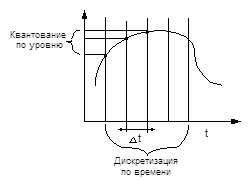 Квантование
по уровню
Δt
t
Дискретизация
по времени